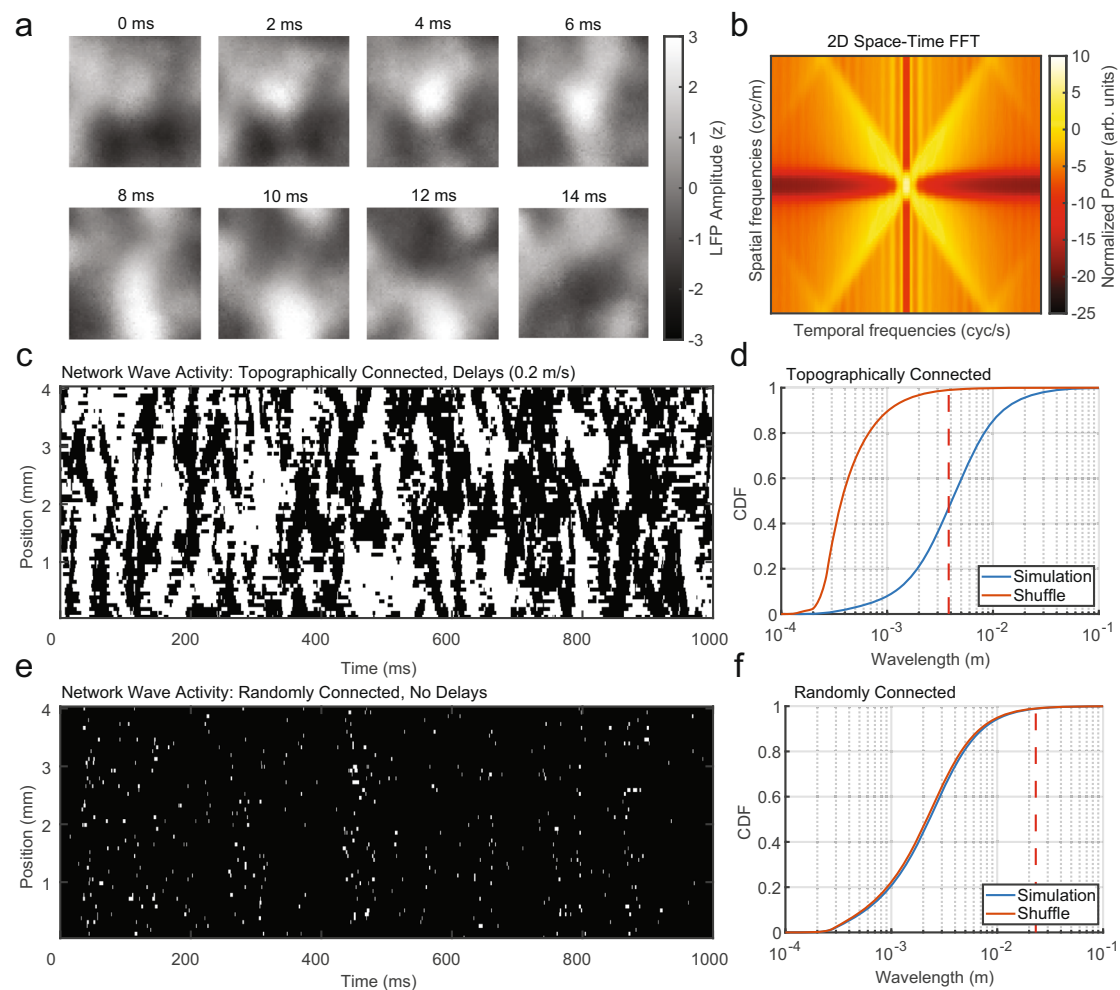 a
0 ms
2 ms
4 ms
6 ms
8 ms
10 ms
12 ms
14 ms
3
2
1
0
-1
-2
-3
LFP Amplitude (z)
b
2D Space-Time FFT
Spatial frequencies (cyc/m)
Temporal frequencies (cyc/s)
10
5
0
-5
-10
-15
-20
-25
Normalized Power (arb. units)
c
Network Wave Activity: Topographically Connected, Delays (0.2 m/s)
Position (mm)
4
3
2
1
0
200
400
600
800
1000
Time (ms)
d
Topographically Connected
CDF
1
0.8
0.6
0.4
0.2
0
Simulation
Shuffle
10-4
10-3
10-2
10-1
Wavelength (m)
e
Network Wave Activity: Randomly Connected, No Delays
Position (mm)
4
3
2
1
0
200
400
600
800
1000
Time (ms)
f
Randomly Connected
CDF
1
0.8
0.6
0.4
0.2
0
Simulation
Shuffle
10-4
10-3
10-2
10-1
Wavelength (m)